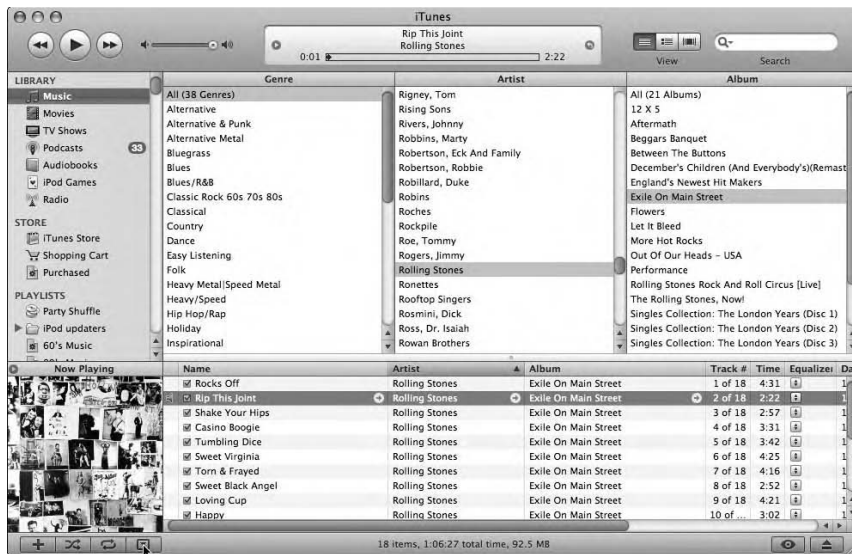 iTunes
Rip This Joint
Rolling Stones
0:01
2:22
View
Search
LIBRARY
Music
Movies
TV Shows
Podcasts 33
Audiobooks
iPod Games
Radio
STORE
iTunes Store
Shopping Cart
Purchased
PLAYLISTS
Party Shuffle
iPod updaters
60's Music
Genre
All (38 Genres)
Alternative
Alternative & Punk
Alternative Metal
Bluegrass
Blues
Blues/R&B
Classic Rock 60s 70s 80s
Classical
Country
Dance
Easy Listening
Folk
Heavy Metal|Speed Metal
Heavy/Speed
Hip Hop/Rap
Holiday
Inspirational
Artist
Rigney, Tom
Rising Sons
Rivers, Johnny
Robbins, Marty
Robertson, Eck And Family
Robertson, Robbie
Robillard, Duke
Robins
Roches
Rockpile
Roe, Tommy
Rogers, Jimmy
Rolling Stones
Ronettes
Rooftop Singers
Rosmini, Dick
Ross, Dr. Isaiah
Rowan Brothers
Album
All (21 Albums)
12 X 5
Aftermath
Beggars Banquet
Between The Buttons
December's Children (And Everybody's)(Remast
England's Newest Hit Makers
Exile On Main Street
Flowers
Let It Bleed
More Hot Rocks
Out Of Our Heads - USA
Performance
Rolling Stones Rock And Roll Circus [Live]
The Rolling Stones, Now!
Singles Collection: The London Years (Disc 1)
Singles Collection: The London Years (Disc 2)
Singles Collection: The London Years (Disc 3)
Now Playing
Name Artist Album Track # Time Equalizer Da
Rocks Off Rolling Stones Exile On Main Street 1 of 18 4:31 1
Rip This Joint Rolling Stones Exile On Main Street 2 of 18 2:22 1
Shake Your Hips Rolling Stones Exile On Main Street 3 of 18 2:57 1
Casino Boogie Rolling Stones Exile On Main Street 4 of 18 3:31 1
Tumbling Dice Rolling Stones Exile On Main Street 5 of 18 3:42 1
Sweet Virginia Rolling Stones Exile On Main Street 6 of 18 4:25 1
Torn & Frayed Rolling Stones Exile On Main Street 7 of 18 4:16 1
Sweet Black Angel Rolling Stones Exile On Main Street 8 of 18 2:52 1
Loving Cup Rolling Stones Exile On Main Street 9 of 18 4:21 1
Happy Rolling Stones Exile On Main Street 10 of ... 3:02 1
18 items, 1:06:27 total time, 92.5 MB